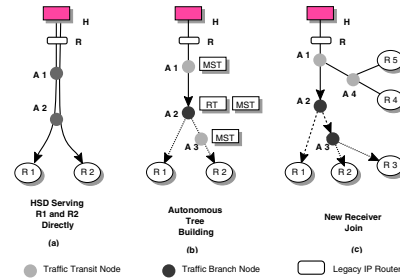 H
R
A 1
A 2
R 1
R 2
HSD Serving
R1 and R2
Directly
(a)
H
R
A 1
MST
A 2
RT
MST
A 3
MST
R 1
R 2
Autonomous
Tree
Building
(b)
H
R
A 1
R 5
A 4
R 4
A 2
A 3
R 3
R 1
R 2
New Receiver
Join
(c)
Traffic Transit Node
Traffic Branch Node
Legacy IP Router